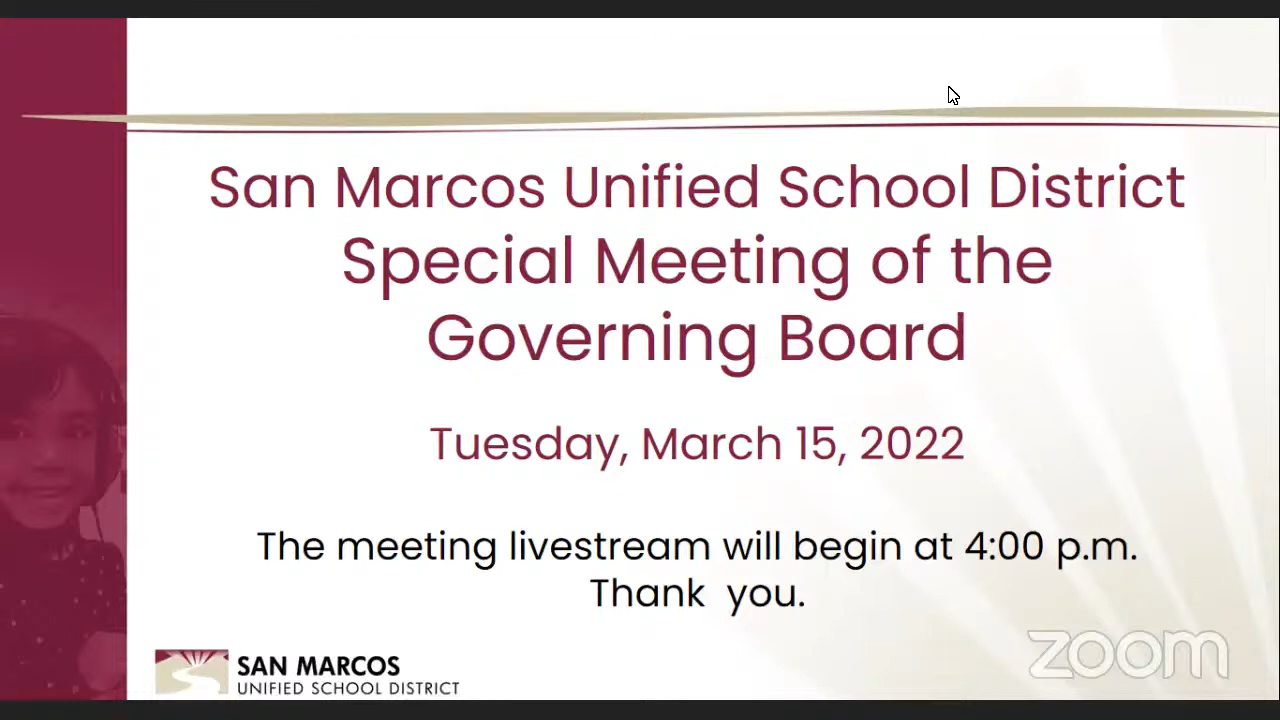 San Marcos Unified School District
Special Meeting of the
Governing Board
Tuesday, March 15, 2022
The meeting livestream will begin at 4:00 p.m.
Thank you.
SAN MARCOS
UNIFIED SCHOOL DISTRICT
zoom